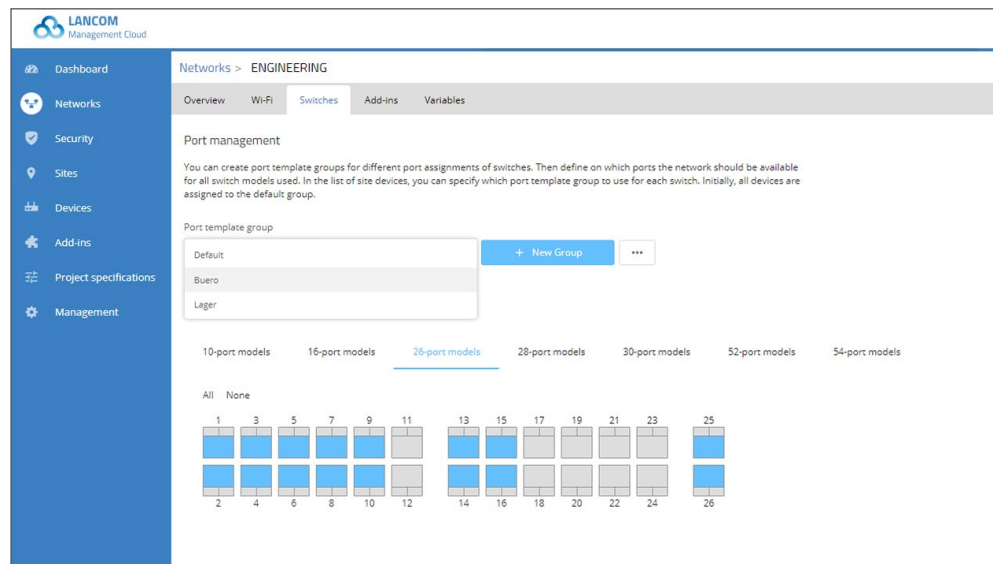 LANCOM
Management Cloud
Dashboard
Networks
Security
Sites
Devices
Add-ins
Project specifications
Management
Networks > ENGINEERING
Overview Wi-Fi Switches Add-ins Variables
Port management
You can create port template groups for different port assignments of switches. Then define on which ports the network should be available
for all switch models used. In the list of site devices, you can specify which port template group to use for each switch. Initially, all devices are
assigned to the default group.
Port template group
Default
Buero
Lager
+ New Group
10-port models 16-port models 26-port models 28-port models 30-port models 52-port models 54-port models
All None
1 3 5 7 9 11 13 15 17 19 21 23 25
2 4 6 8 10 12 14 16 18 20 22 24 26